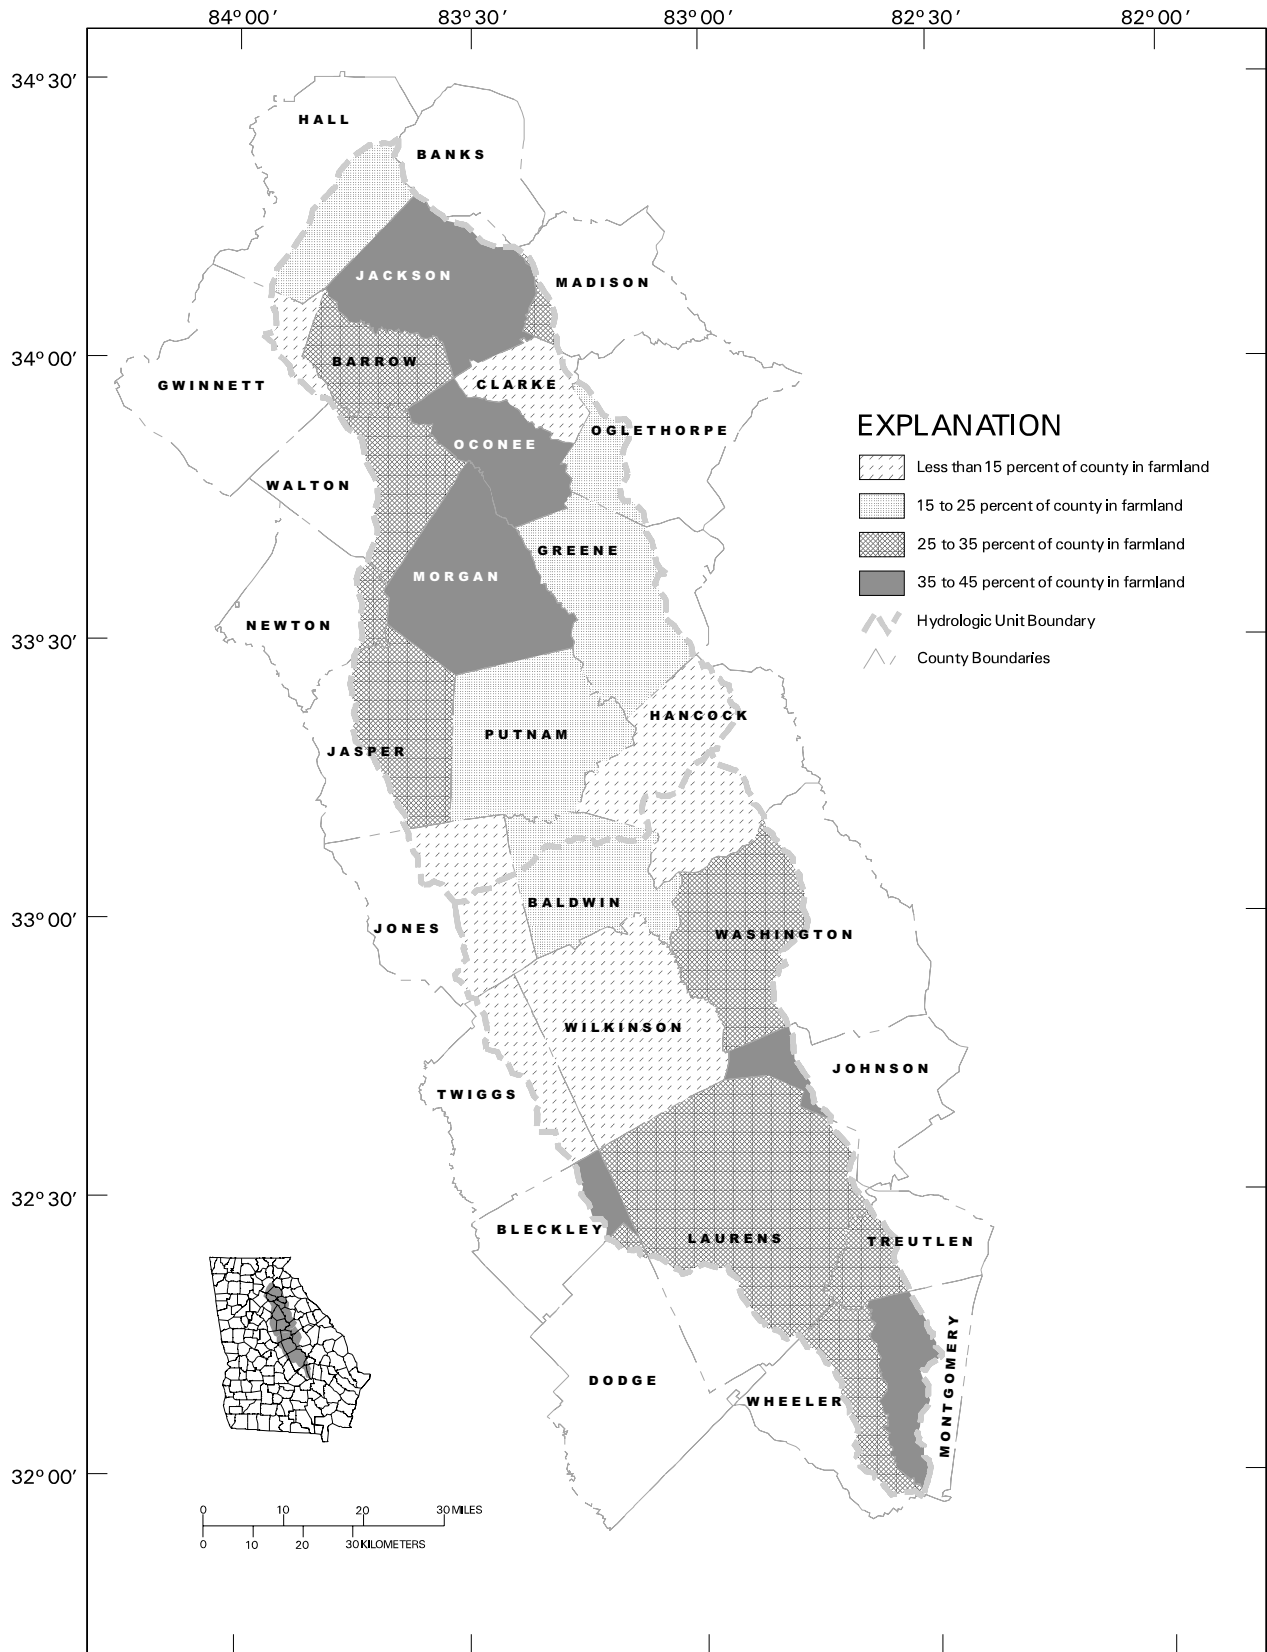 84° 00′ 83° 30′ 83° 00′ 82° 30′ 82° 00′
34° 30′
HALL
BANKS
JACKSON
MADISON
34° 00′
BARROW
GWINNETT
CLARKE
OGLETHORPE
OCONEE
WALTON
GREENE
MORGAN
NEWTON
33° 30′
HANCOCK
PUTNAM
JASPER
BALDWIN
33° 00′
JONES
WASHINGTON
WILKINSON
JOHNSON
TWIGGS
32° 30′
BLECKLEY
LAURENS
TREUTLEN
DODGE
WHEELER
MONTGOMERY
32° 00′
EXPLANATION
Less than 15 percent of county in farmland
15 to 25 percent of county in farmland
25 to 35 percent of county in farmland
35 to 45 percent of county in farmland
Hydrologic Unit Boundary
County Boundaries
0 10 20 30 MILES
0 10 20 30 KILOMETERS